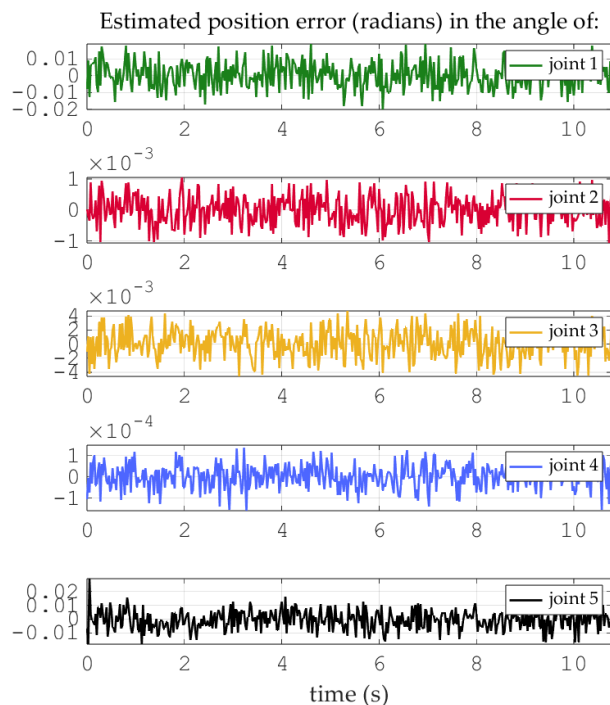 Estimated position error (radians) in the angle of:
0.01
0
-0.01
-0.02
joint 1
0 2 4 6 8 10
×10⁻³
1
0
-1
joint 2
0 2 4 6 8 10
×10⁻³
4
2
0
-2
-4
joint 3
0 2 4 6 8 10
×10⁻⁴
1
0
-1
joint 4
0 2 4 6 8 10
0.02
0.01
0
-0.01
joint 5
0 2 4 6 8 10
time (s)